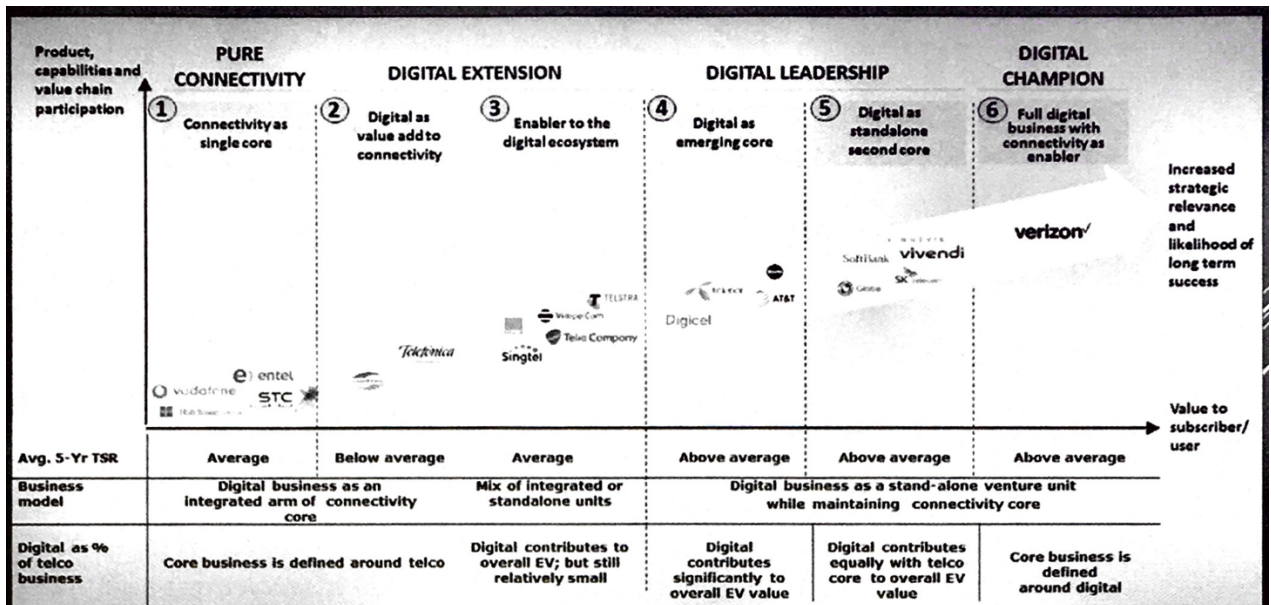 Product,
capabilities and
value chain
participation
PURE
CONNECTIVITY
DIGITAL EXTENSION
DIGITAL LEADERSHIP
DIGITAL
CHAMPION
1
Connectivity as
single core
2
Digital as
value add to
connectivity
3
Enabler to the
digital ecosystem
4
Digital as
emerging core
5
Digital as
standalone
second core
6
Full digital
business with
connectivity as
enabler
Increased
strategic
relevance
and
likelihood of
long term
success
verizon
vivendi
SoftBank
SK telecom
Globe
AT&T
telenor
Digicel
TELSTRA
Telko Company
Singtel
Telefónica
e) entel
vodafone
STC
Value to
subscriber/
user
Avg. 5-Yr TSR
Average
Below average
Average
Above average
Above average
Above average
Business
model
Digital business as an
integrated arm of connectivity
core
Mix of integrated or
standalone units
Digital business as a stand-alone venture unit
while maintaining connectivity core
Digital as %
of telco
business
Core business is defined around telco
Digital contributes to
overall EV; but still
relatively small
Digital
contributes
significantly to
overall EV value
Digital contributes
equally with telco
core to overall EV
value
Core business is
defined
around digital